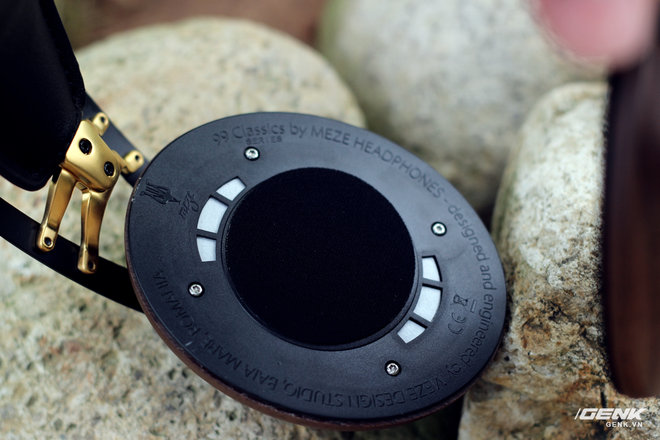 99 Classics by MEZE HEADPHONES - designed and engineered by MEZE DESIGN STUDIO, BAIA MARE, ROMANIA
SERIES
CE
GENK
GENK.VN